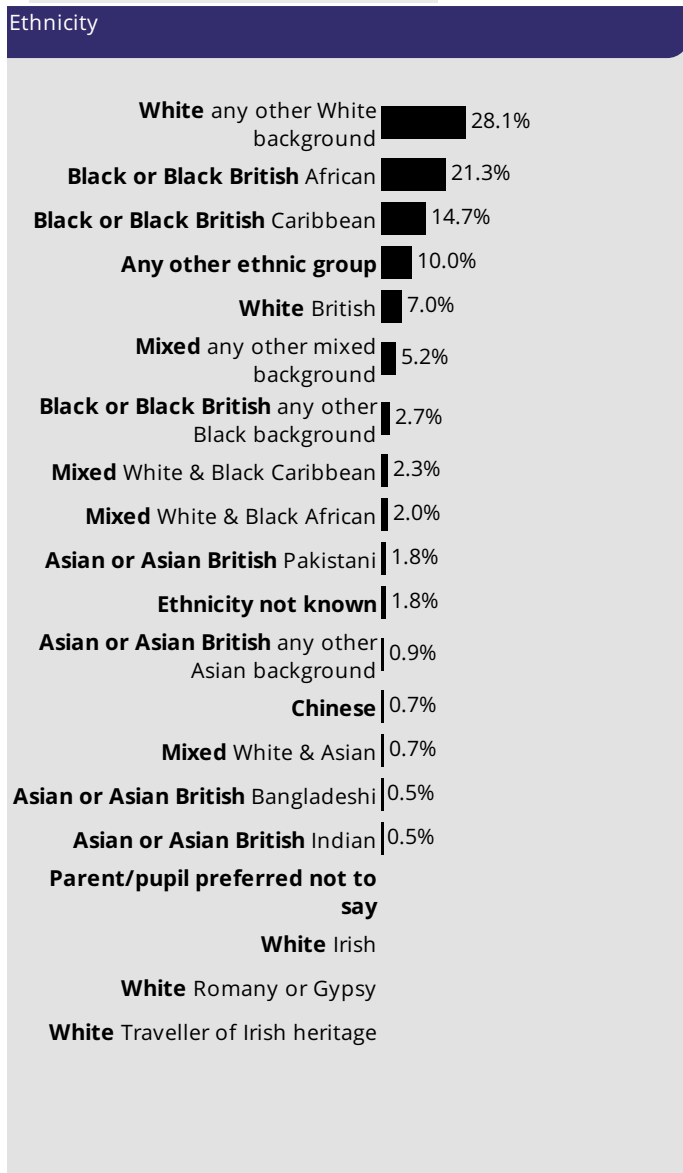 Ethnicity
White any other White
background
28.1%
Black or Black British African 21.3%
Black or Black British Caribbean 14.7%
Any other ethnic group 10.0%
White British 7.0%
Mixed any other mixed
background
5.2%
Black or Black British any other
Black background
2.7%
Mixed White & Black Caribbean 2.3%
Mixed White & Black African 2.0%
Asian or Asian British Pakistani 1.8%
Ethnicity not known 1.8%
Asian or Asian British any other
Asian background
0.9%
Chinese 0.7%
Mixed White & Asian 0.7%
Asian or Asian British Bangladeshi 0.5%
Asian or Asian British Indian 0.5%
Parent/pupil preferred not to
say
White Irish
White Romany or Gypsy
White Traveller of Irish heritage